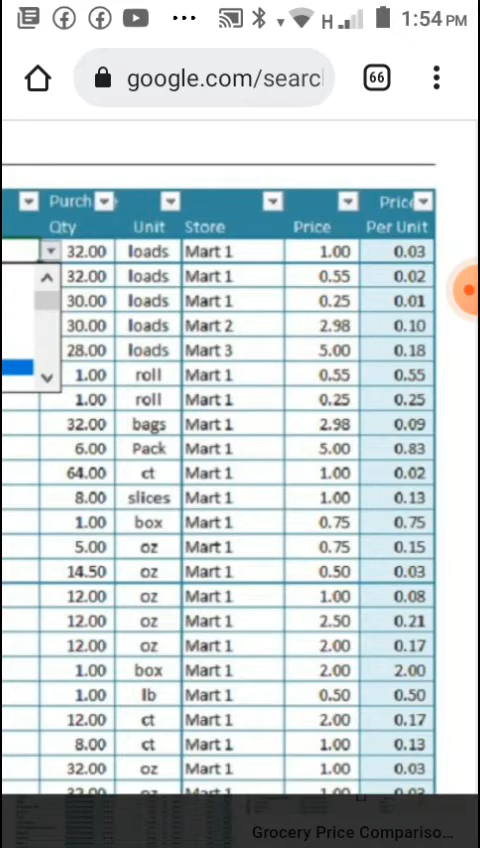 1:54 PM
google.com/searc
66
Purch
Price
Qty Unit Store Price Per Unit
32.00 loads Mart 1 1.00 0.03
32.00 loads Mart 1 0.55 0.02
30.00 loads Mart 1 0.25 0.01
30.00 loads Mart 2 2.98 0.10
28.00 loads Mart 3 5.00 0.18
1.00 roll Mart 1 0.55 0.55
1.00 roll Mart 1 0.25 0.25
32.00 bags Mart 1 2.98 0.09
6.00 Pack Mart 1 5.00 0.83
64.00 ct Mart 1 1.00 0.02
8.00 slices Mart 1 1.00 0.13
1.00 box Mart 1 0.75 0.75
5.00 oz Mart 1 0.75 0.15
14.50 oz Mart 1 0.50 0.03
12.00 oz Mart 1 1.00 0.08
12.00 oz Mart 1 2.50 0.21
12.00 oz Mart 1 2.00 0.17
1.00 box Mart 1 2.00 2.00
1.00 lb Mart 1 0.50 0.50
12.00 ct Mart 1 2.00 0.17
8.00 ct Mart 1 1.00 0.13
32.00 oz Mart 1 1.00 0.03
Grocery Price Compariso...